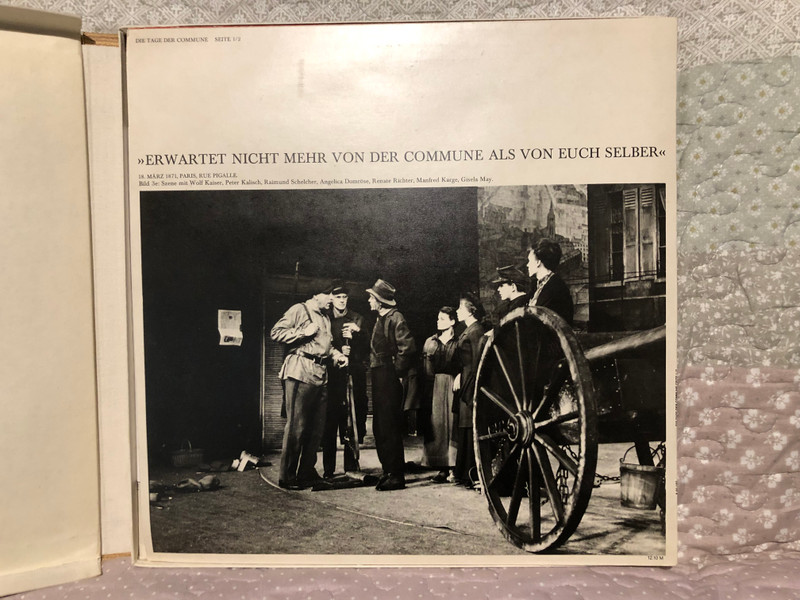 DIE TAGE DER COMMUNE SEITE 1/2
»ERWARTET NICHT MEHR VON DER COMMUNE ALS VON EUCH SELBER«
18. MÄRZ 1871, PARIS, RUE PIGALLE.
Bild 3e: Szene mit Wolf Kaiser, Peter Kalisch, Raimund Schelcher, Angelica Domröse, Renate Richter, Manfred Karge, Gisela May.